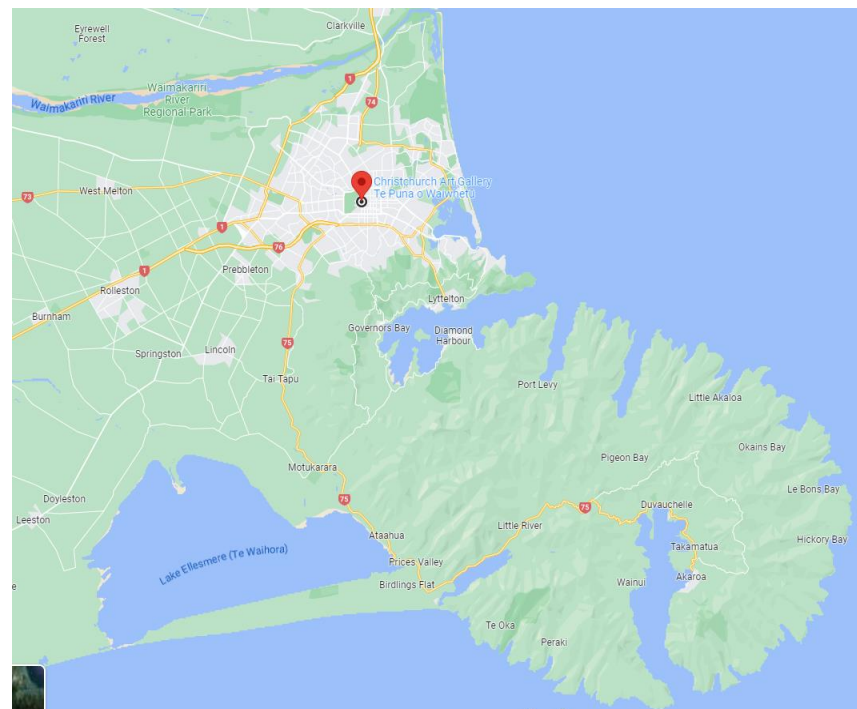 Eyrewell
Forest
Clarkville
1
Waimakariri
River
Regional Park
Waimakariri River
74
Christchurch Art Gallery
Te Puna o Waiwhetū
West Melton
73
1
76
Prebbleton
1
Rolleston
Lyttelton
Burnham
Governors Bay
Diamond
Harbour
75
Springston
Lincoln
Tai Tapu
Port Levy
Little Akaloa
Okains Bay
Pigeon Bay
Motukarara
Le Bons Bay
Doyleston
75
Leeston
Little River
75
Duvauchelle
Ataahua
Hickory Bay
Takamatua
Lake Ellesmere (Te Waihora)
Prices Valley
Birdlings Flat
Wainui
Akaroa
e
Te Oka
Peraki